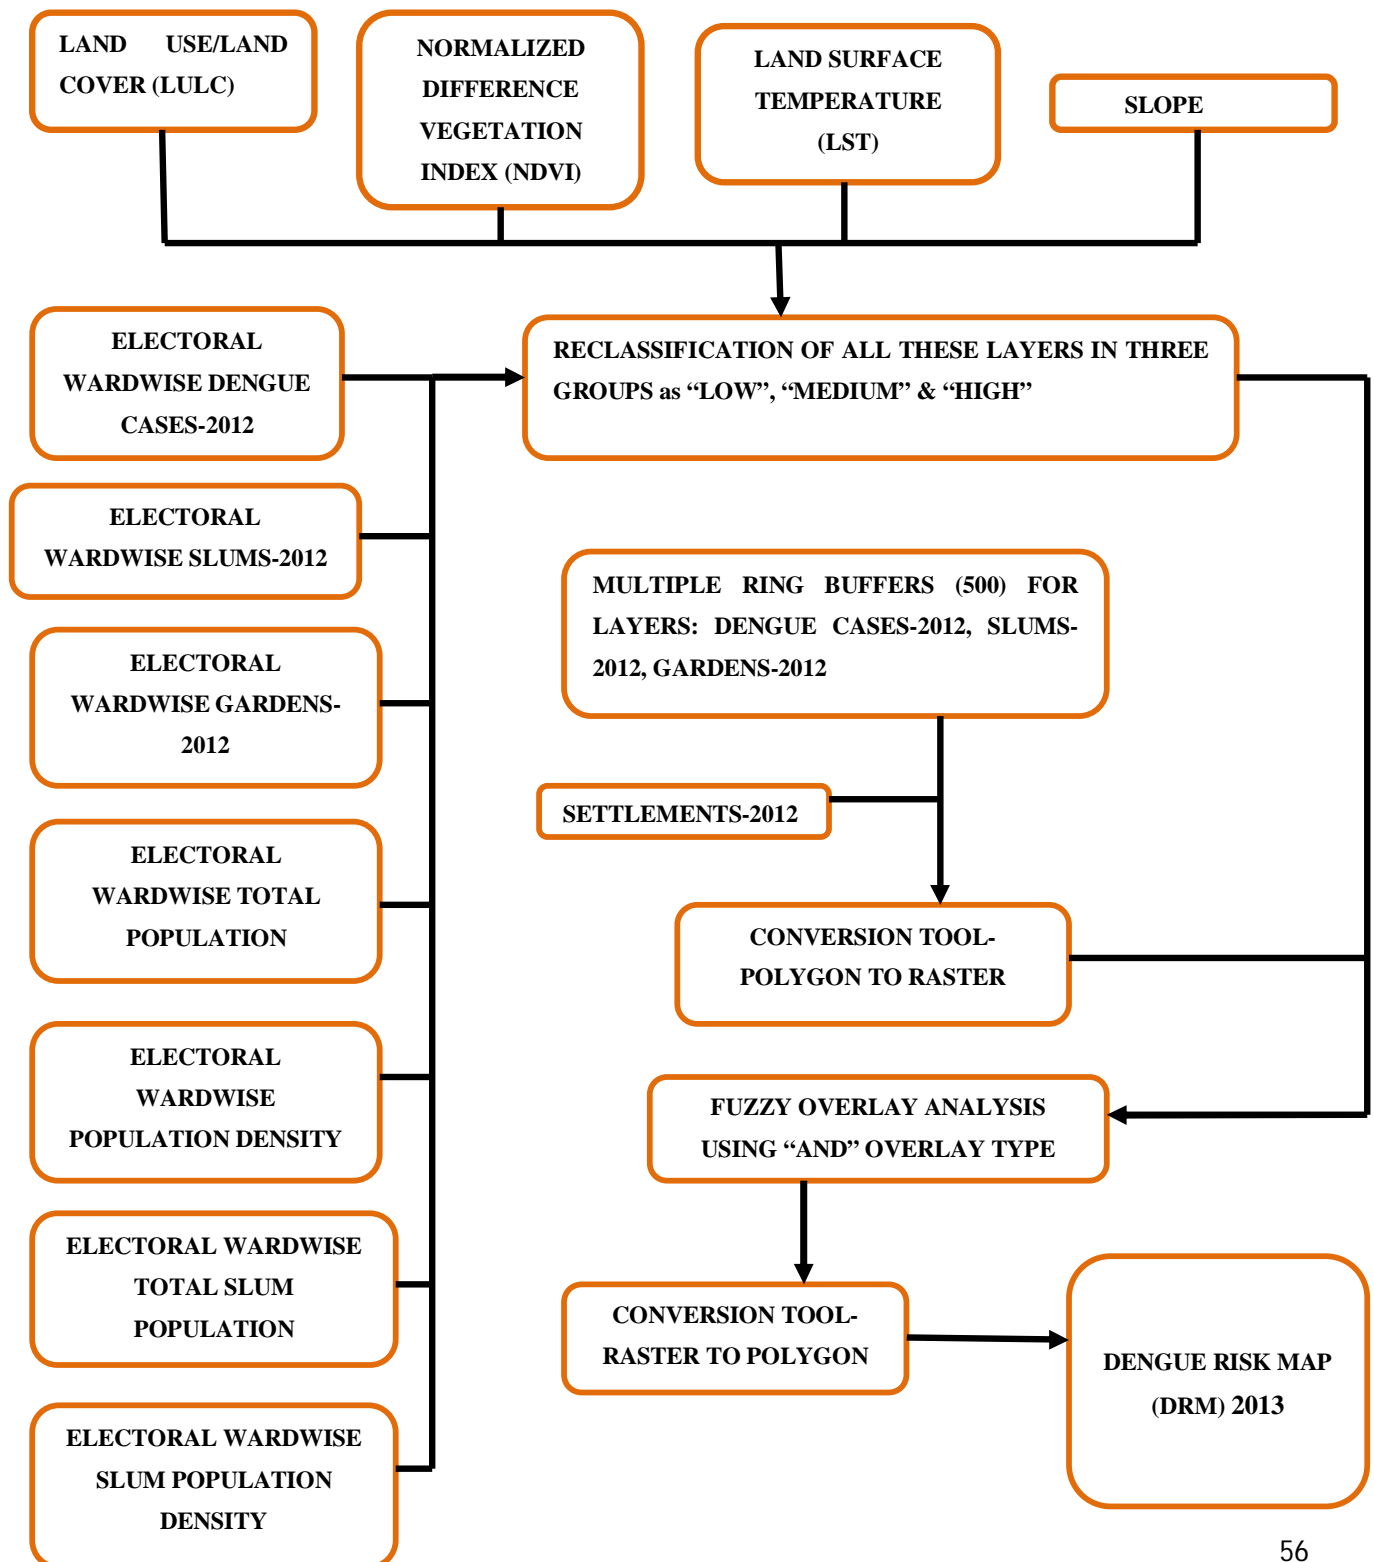 LAND USE/LAND
COVER (LULC)
NORMALIZED
DIFFERENCE
VEGETATION
INDEX (NDVI)
LAND SURFACE
TEMPERATURE
(LST)
SLOPE
ELECTORAL
WARDWISE DENGUE
CASES-2012
RECLASSIFICATION OF ALL THESE LAYERS IN THREE
GROUPS as “LOW”, “MEDIUM” & “HIGH”
ELECTORAL
WARDWISE SLUMS-2012
MULTIPLE RING BUFFERS (500) FOR
LAYERS: DENGUE CASES-2012, SLUMS-
2012, GARDENS-2012
ELECTORAL
WARDWISE GARDENS-
2012
SETTLEMENTS-2012
ELECTORAL
WARDWISE TOTAL
POPULATION
CONVERSION TOOL-
POLYGON TO RASTER
ELECTORAL
WARDWISE
POPULATION DENSITY
FUZZY OVERLAY ANALYSIS
USING “AND” OVERLAY TYPE
ELECTORAL WARDWISE
TOTAL SLUM
POPULATION
CONVERSION TOOL-
RASTER TO POLYGON
DENGUE RISK MAP
(DRM) 2013
ELECTORAL WARDWISE
SLUM POPULATION
DENSITY
56